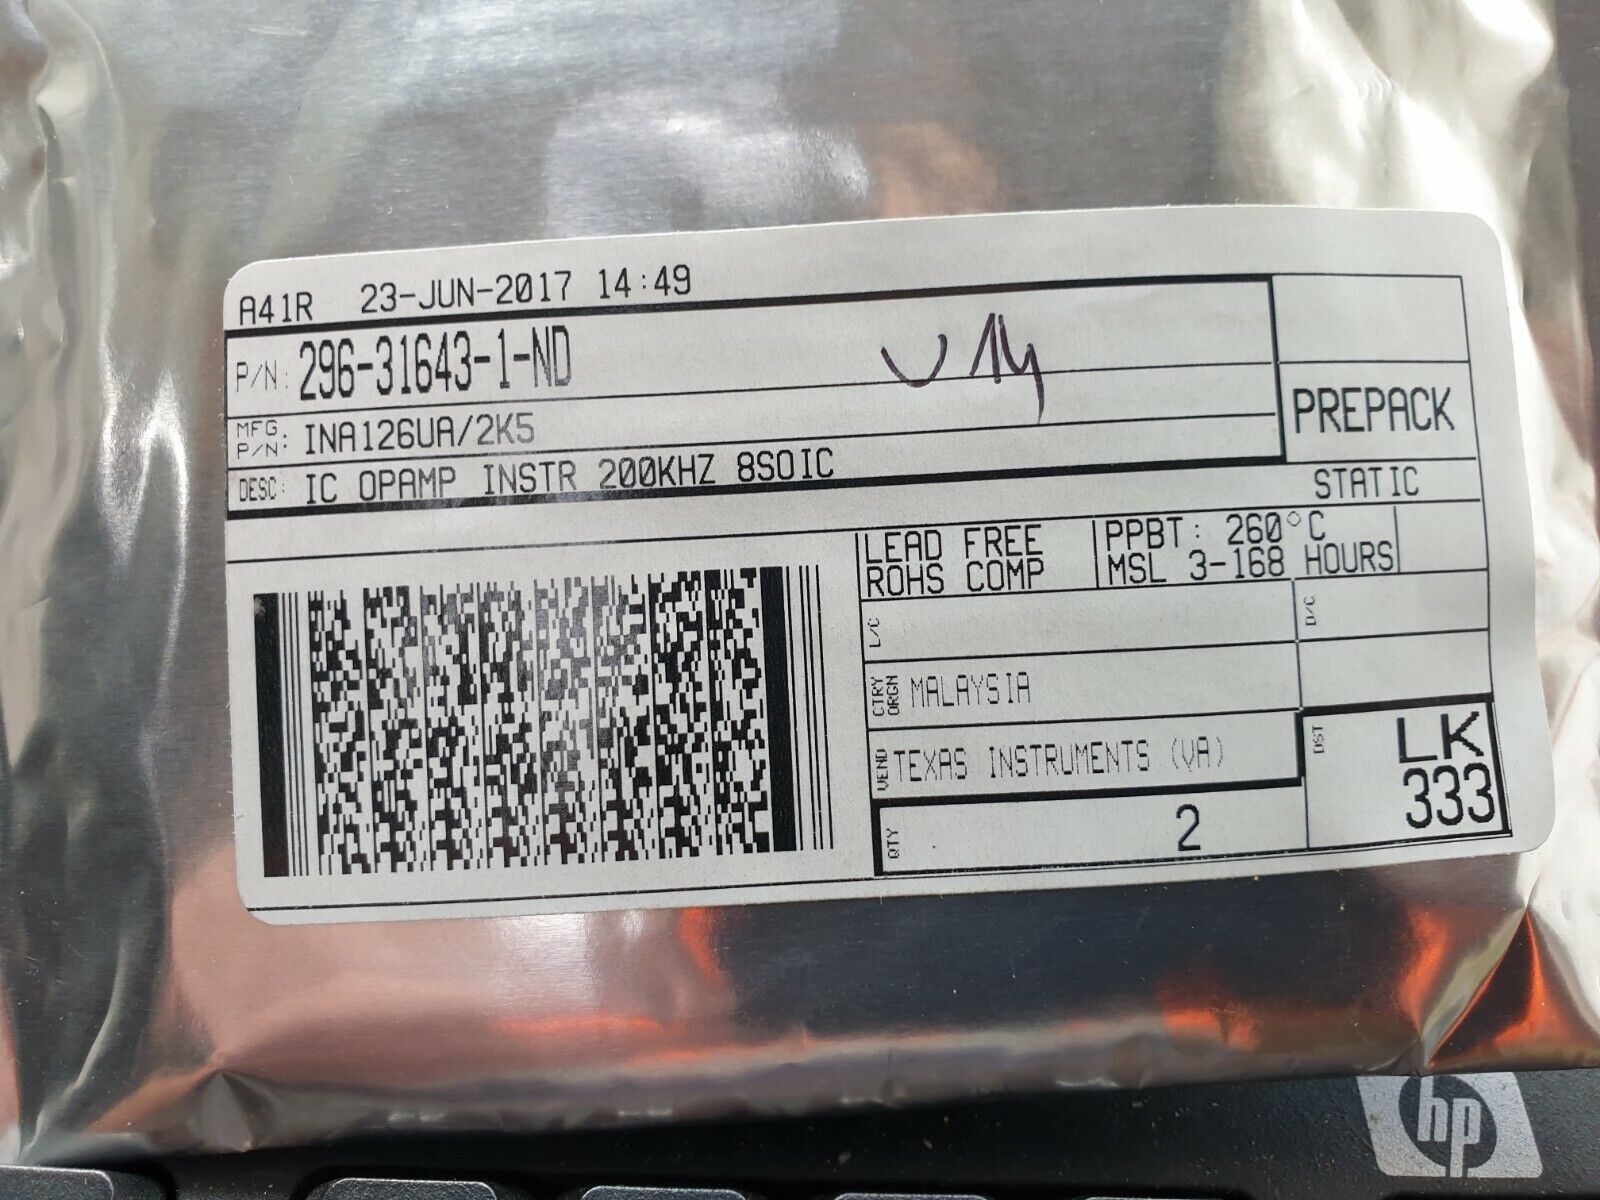 A41R 23-JUN-2017 14:49
P/N: 296-31643-1-ND
U14
MFG P/N: INA126UA/2K5
PREPACK
DESC: IC OPAMP INSTR 200KHZ 8SOIC
STATIC
LEAD FREE
ROHS COMP
PPBT: 260°C
MSL 3-168 HOURS
L/C
D/C
CTRY ORGN MALAYSIA
VEND TEXAS INSTRUMENTS (VA)
DST LK
333
QTY 2
hp